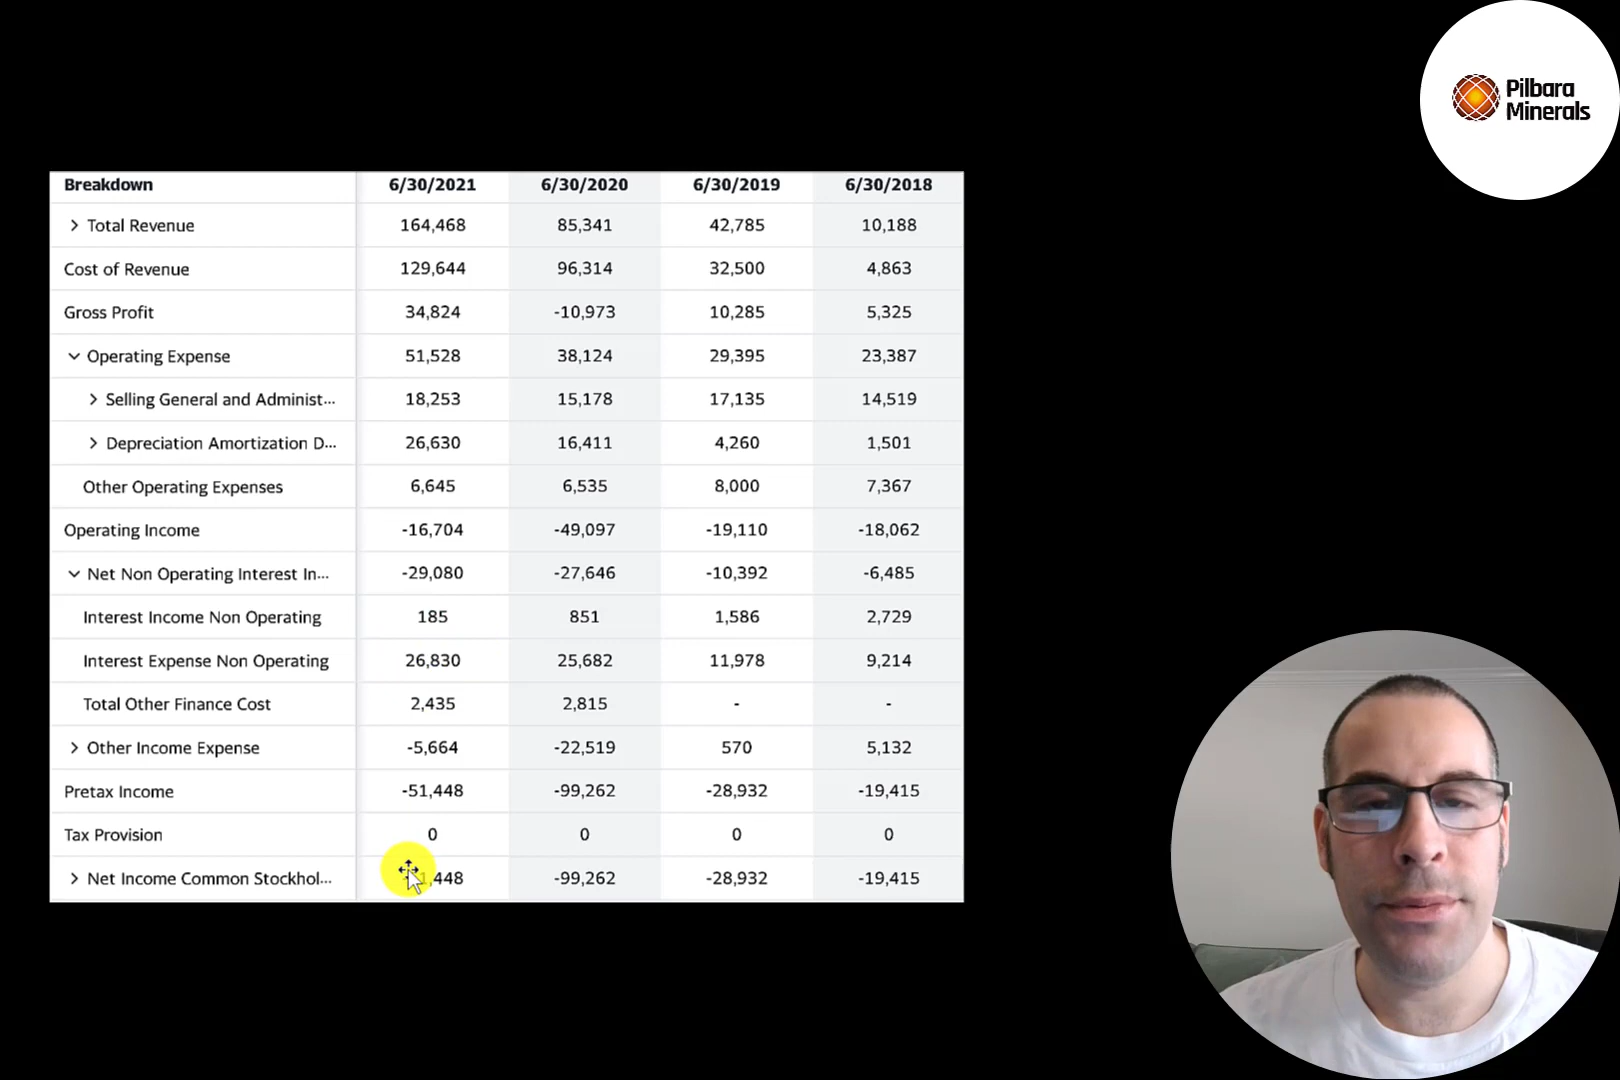 Pilbara
Minerals
Breakdown 6/30/2021 6/30/2020 6/30/2019 6/30/2018
Total Revenue 164,468 85,341 42,785 10,188
Cost of Revenue 129,644 96,314 32,500 4,863
Gross Profit 34,824 -10,973 10,285 5,325
Operating Expense 51,528 38,124 29,395 23,387
Selling General and Administ... 18,253 15,178 17,135 14,519
Depreciation Amortization D... 26,630 16,411 4,260 1,501
Other Operating Expenses 6,645 6,535 8,000 7,367
Operating Income -16,704 -49,097 -19,110 -18,062
Net Non Operating Interest In... -29,080 -27,646 -10,392 -6,485
Interest Income Non Operating 185 851 1,586 2,729
Interest Expense Non Operating 26,830 25,682 11,978 9,214
Total Other Finance Cost 2,435 2,815 - -
Other Income Expense -5,664 -22,519 570 5,132
Pretax Income -51,448 -99,262 -28,932 -19,415
Tax Provision 0 0 0 0
Net Income Common Stockhol... -99,262 -28,932 -19,415